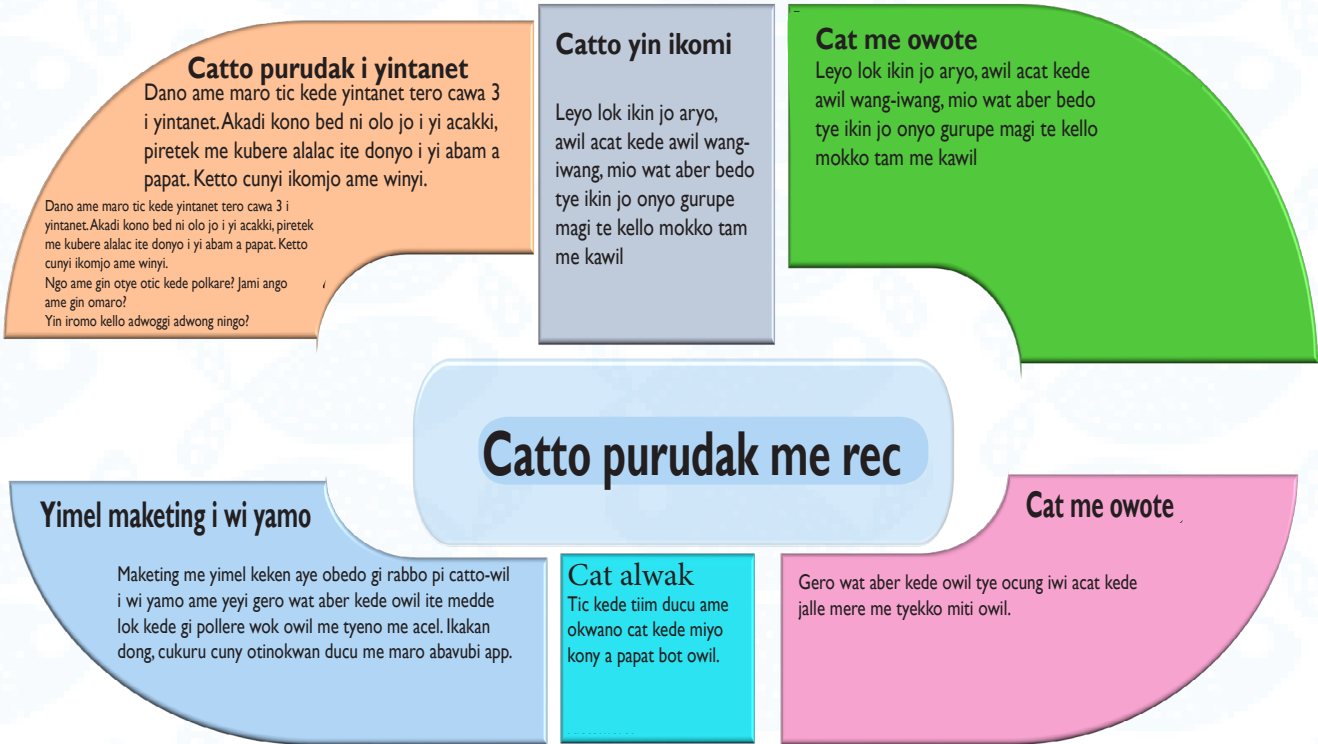 Catto purudak i yintanet
Dano ame maro tic kede yintanet tero cawa 3
i yintanet. Akadi kono bed ni olo jo i yi acakki,
piretek me kubere alalac ite donyo i yi abam a
papat. Ketto cunyi ikomjo ame winyi.
Dano ame maro tic kede yintanet tero cawa 3 i
yintanet. Akadi kono bed ni olo jo i yi acakki, piretek
me kubere alalac ite donyo i yi abam a papat. Ketto
cunyi ikomjo ame winyi.
Ngo ame gin otye otic kede polkare? Jami ango
ame gin omaro?
Yin iromo kello adwoggi adwong ningo?
Catto yin ikomi
Leyo lok ikin jo aryo,
awil acat kede awil wang-
iwang, mio wat aber bedo
tye ikin jo onyo gurupe
magi te kello mokko tam
me kawil
Cat me owote
Leyo lok ikin jo aryo, awil acat kede
awil wang-iwang, mio wat aber bedo
tye ikin jo onyo gurupe magi te kello
mokko tam me kawil
Catto purudak me rec
Yimel maketing i wi yamo
Maketing me yimel keken aye obedo gi rabbo pi catto-wil
i wi yamo ame yeyi gero wat aber kede owil ite medde
lok kede gi pollere wok owil me tyeno me acel. Ikakan
dong, cukuru cuny otinokwan ducu me maro abavubi app.
Cat alwak
Tic kede tiim ducu ame
okwano cat kede miyo
kony a papat bot owil.
Cat me owote
Gero wat aber kede owil tye ocung iwi acat kede
jalle mere me tyekko miti owil.